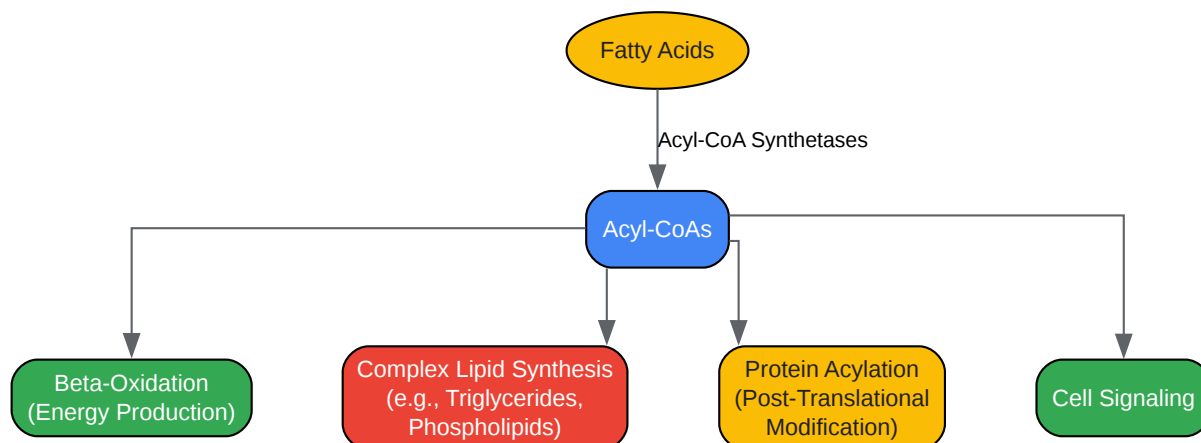 Fatty Acids
Acyl-CoA Synthetases
Acyl-CoAs
Beta-Oxidation
(Energy Production)
Complex Lipid Synthesis
(e.g., Triglycerides,
Phospholipids)
Protein Acylation
(Post-Translational
Modification)
Cell Signaling